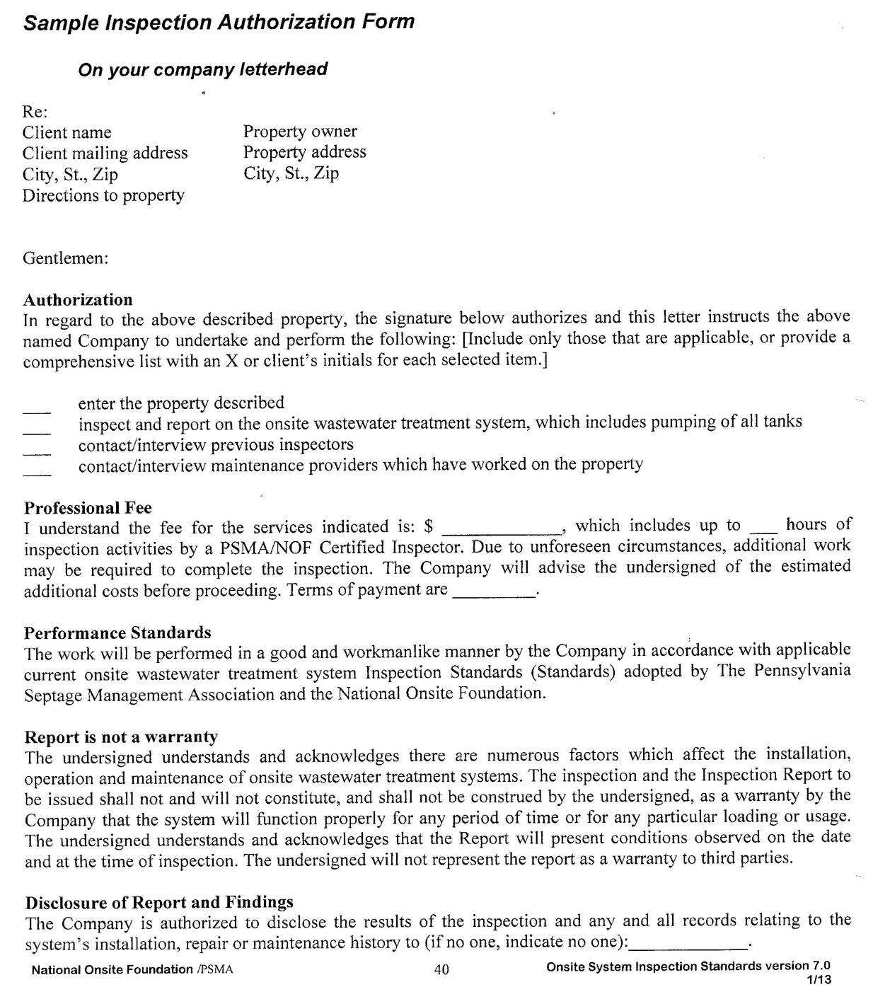 Sample Inspection Authorization Form
On your company letterhead
Re:
Client name Property owner
Client mailing address Property address
City, St., Zip City, St., Zip
Directions to property
Gentlemen:
Authorization
In regard to the above described property, the signature below authorizes and this letter instructs the above
named Company to undertake and perform the following: [Include only those that are applicable, or provide a
comprehensive list with an X or client's initials for each selected item.]
___ enter the property described
___ inspect and report on the onsite wastewater treatment system, which includes pumping of all tanks
___ contact/interview previous inspectors
___ contact/interview maintenance providers which have worked on the property
Professional Fee
I understand the fee for the services indicated is: $ _____________, which includes up to ___ hours of
inspection activities by a PSMA/NOF Certified Inspector. Due to unforeseen circumstances, additional work
may be required to complete the inspection. The Company will advise the undersigned of the estimated
additional costs before proceeding. Terms of payment are _________.
Performance Standards
The work will be performed in a good and workmanlike manner by the Company in accordance with applicable
current onsite wastewater treatment system Inspection Standards (Standards) adopted by The Pennsylvania
Septage Management Association and the National Onsite Foundation.
Report is not a warranty
The undersigned understands and acknowledges there are numerous factors which affect the installation,
operation and maintenance of onsite wastewater treatment systems. The inspection and the Inspection Report to
be issued shall not and will not constitute, and shall not be construed by the undersigned, as a warranty by the
Company that the system will function properly for any period of time or for any particular loading or usage.
The undersigned understands and acknowledges that the Report will present conditions observed on the date
and at the time of inspection. The undersigned will not represent the report as a warranty to third parties.
Disclosure of Report and Findings
The Company is authorized to disclose the results of the inspection and any and all records relating to the
system's installation, repair or maintenance history to (if no one, indicate no one):_____________.
National Onsite Foundation /PSMA 40 Onsite System Inspection Standards version 7.0
1/13